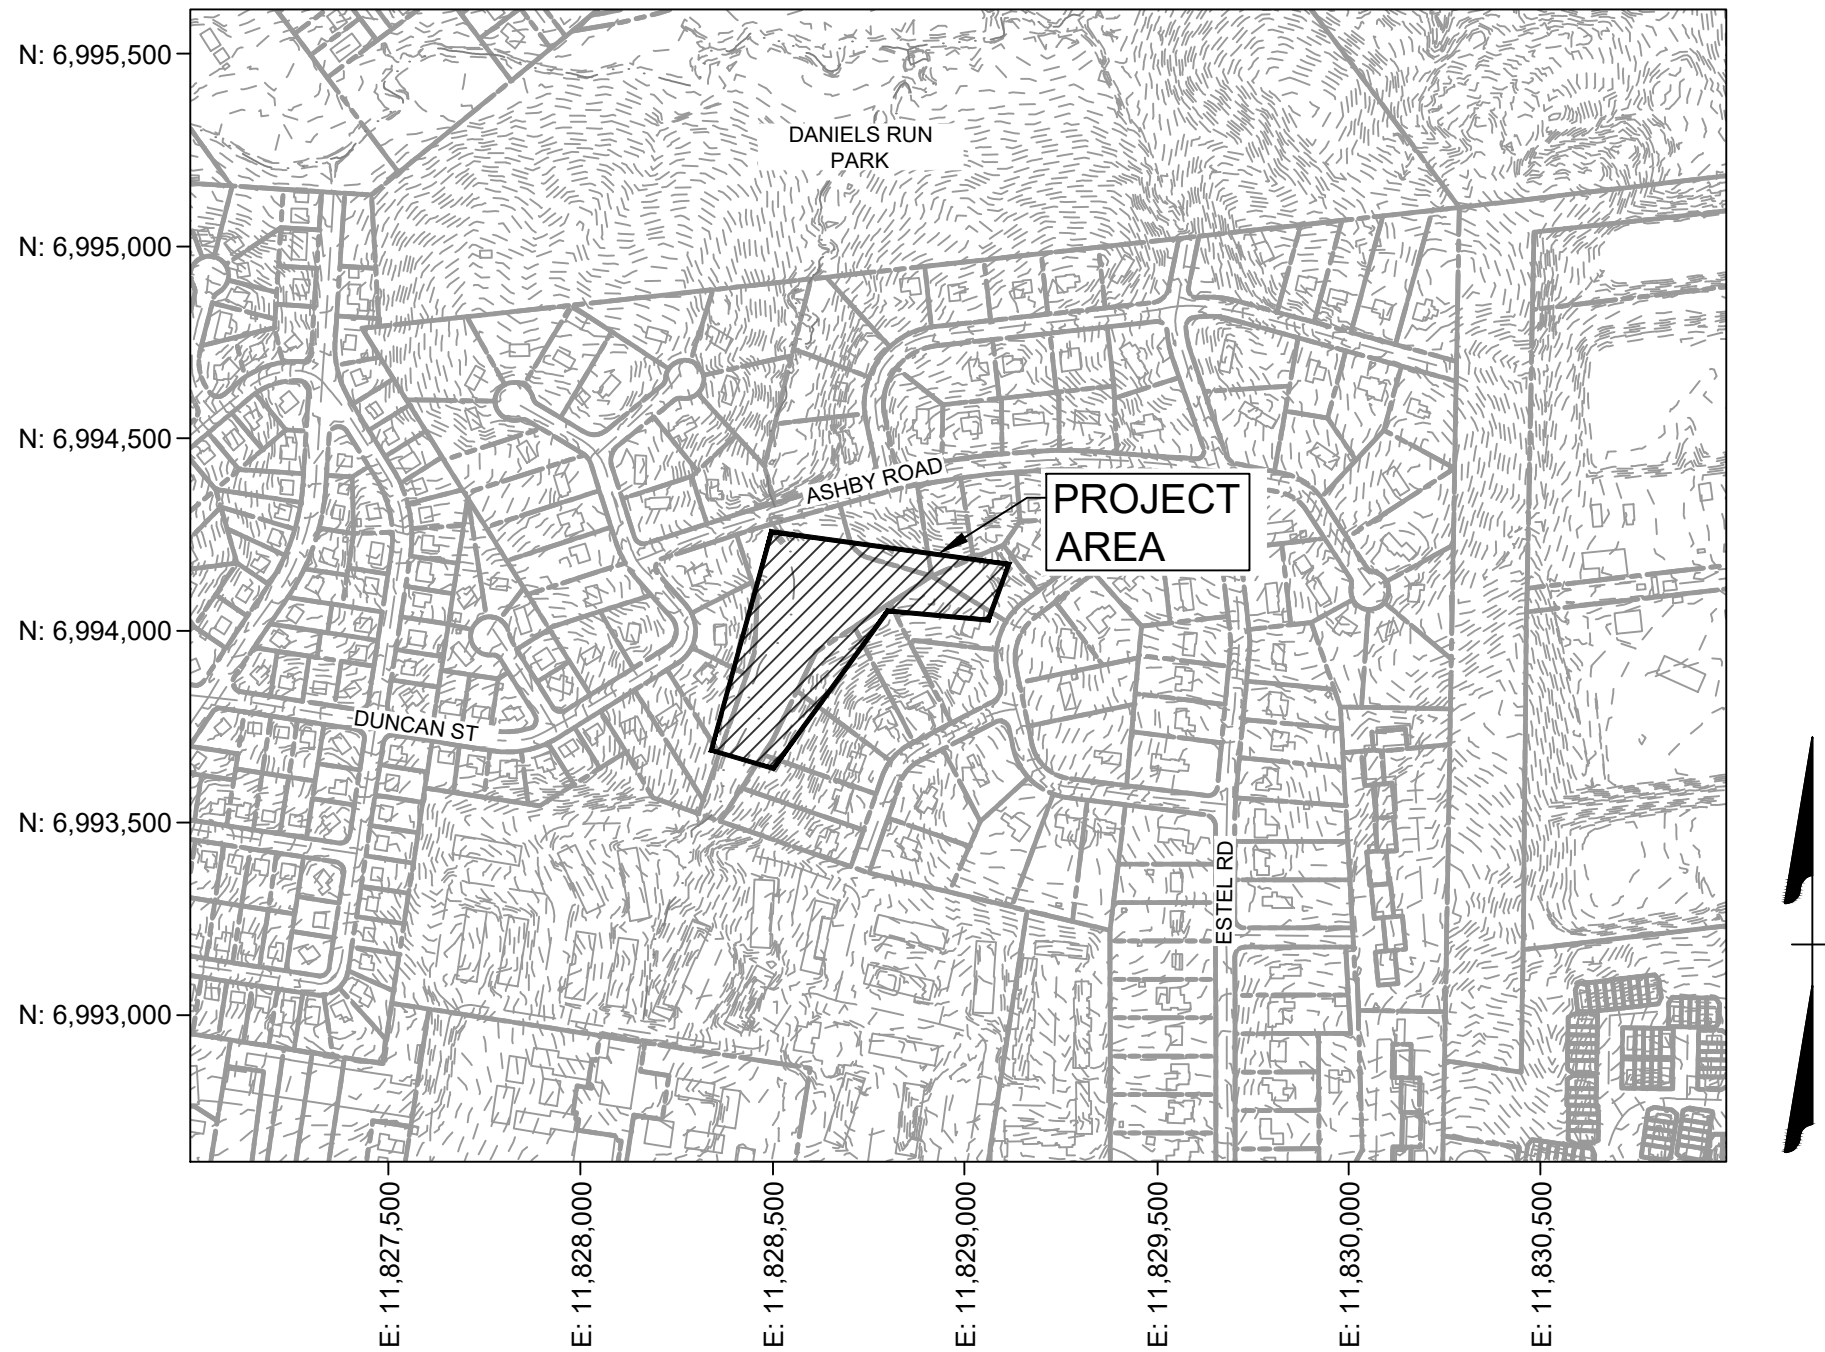 N: 6,995,500
DANIELS RUN
PARK
N: 6,995,000
N: 6,994,500
ASHBY ROAD
PROJECT
AREA
N: 6,994,000
DUNCAN ST
N: 6,993,500
ESTEL RD
N: 6,993,000
E: 11,827,500
E: 11,828,000
E: 11,828,500
E: 11,829,000
E: 11,829,500
E: 11,830,000
E: 11,830,500